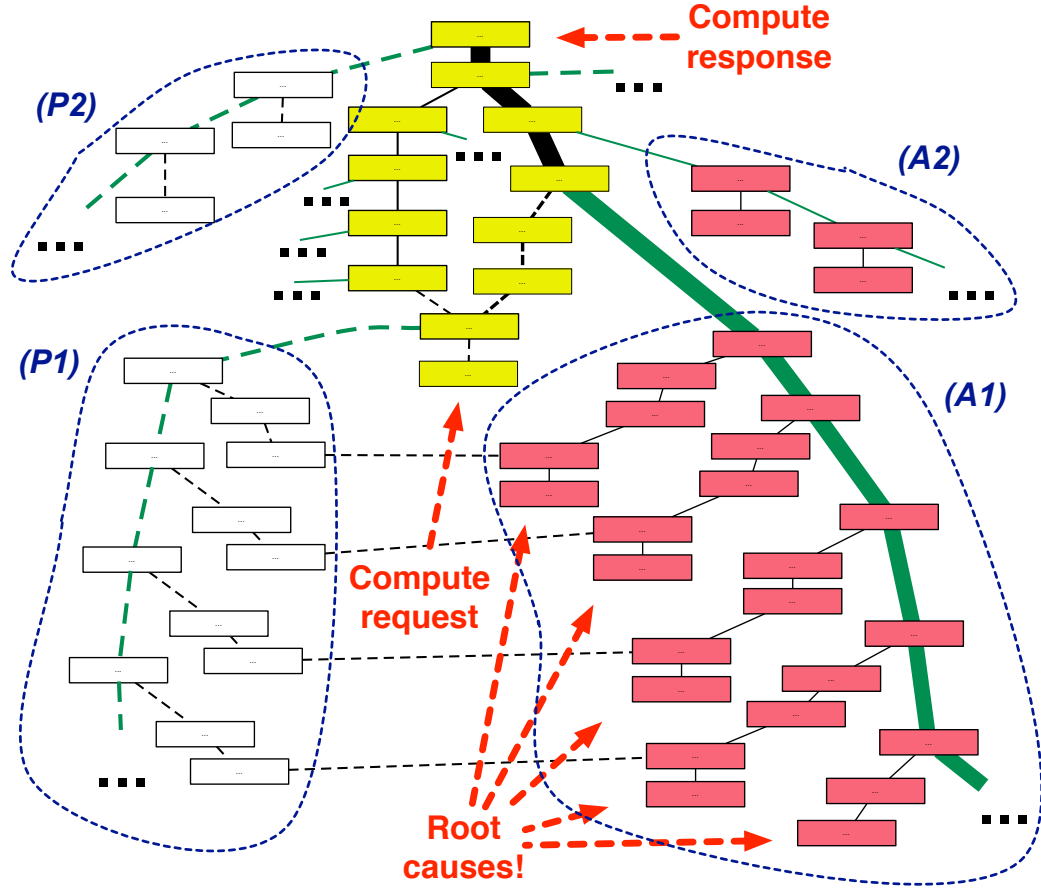 Compute
response
(P2)
(A2)
(P1)
(A1)
Compute
request
Root
causes!